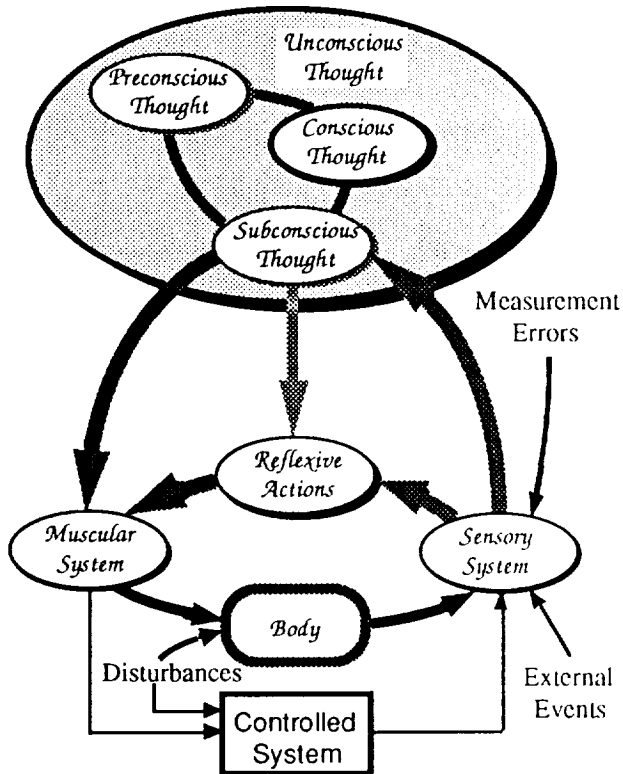 Unconscious
Thought
Preconscious
Thought
Conscious
Thought
Subconscious
Thought
Measurement
Errors
Reflexive
Actions
Muscular
System
Sensory
System
Body
Disturbances
External
Events
Controlled
System